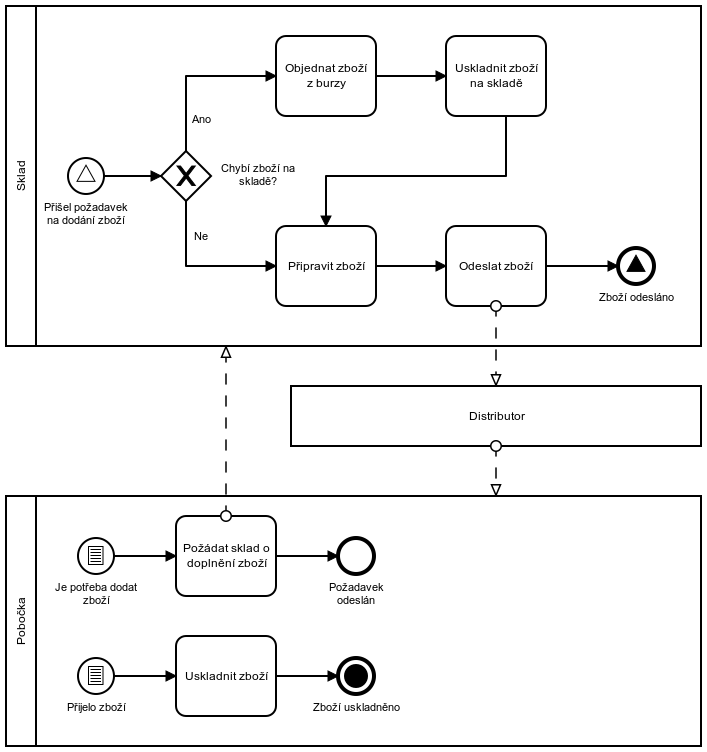 Sklad
Objednat zboží
z burzy
Uskladnit zboží
na skladě
Ano
Chybí zboží na
skladě?
Přišel požadavek
na dodání zboží
Ne
Připravit zboží
Odeslat zboží
Zboží odesláno
Distributor
Pobočka
Požádat sklad o
doplnění zboží
Je potřeba dodat
zboží
Požadavek
odeslán
Uskladnit zboží
Přijelo zboží
Zboží uskladněno